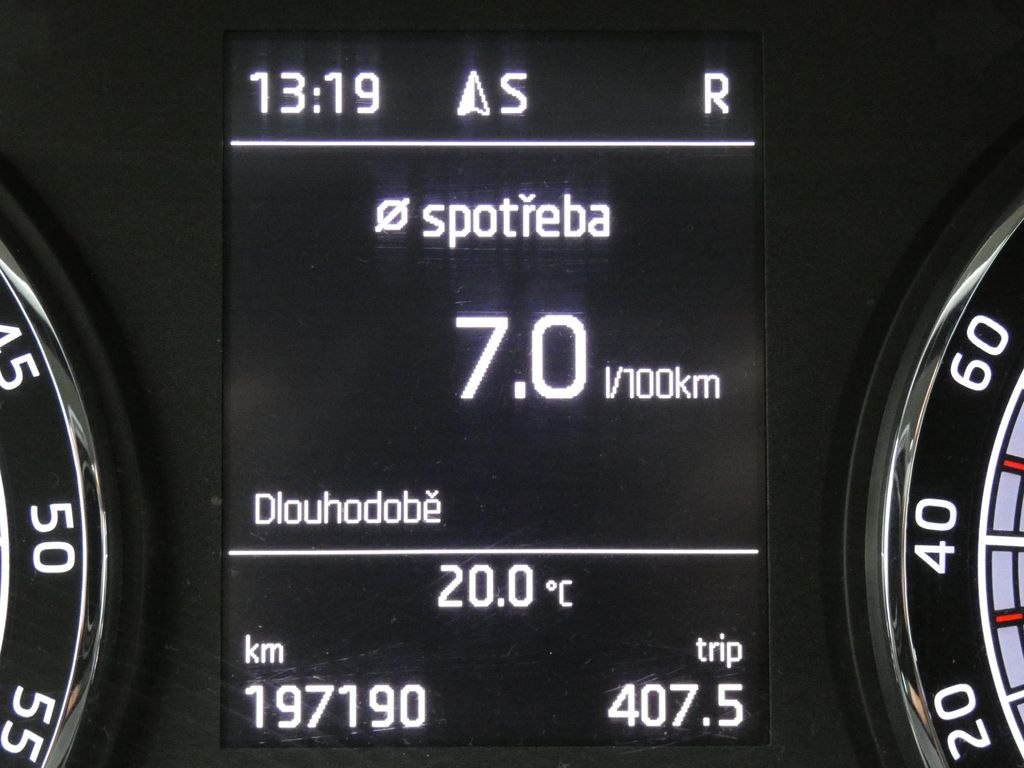 13:19 S R
Ø spotřeba
7.0 l/100km
Dlouhodobě
20.0 °C
km trip
197190 407.5
45
50
55
60
40
20